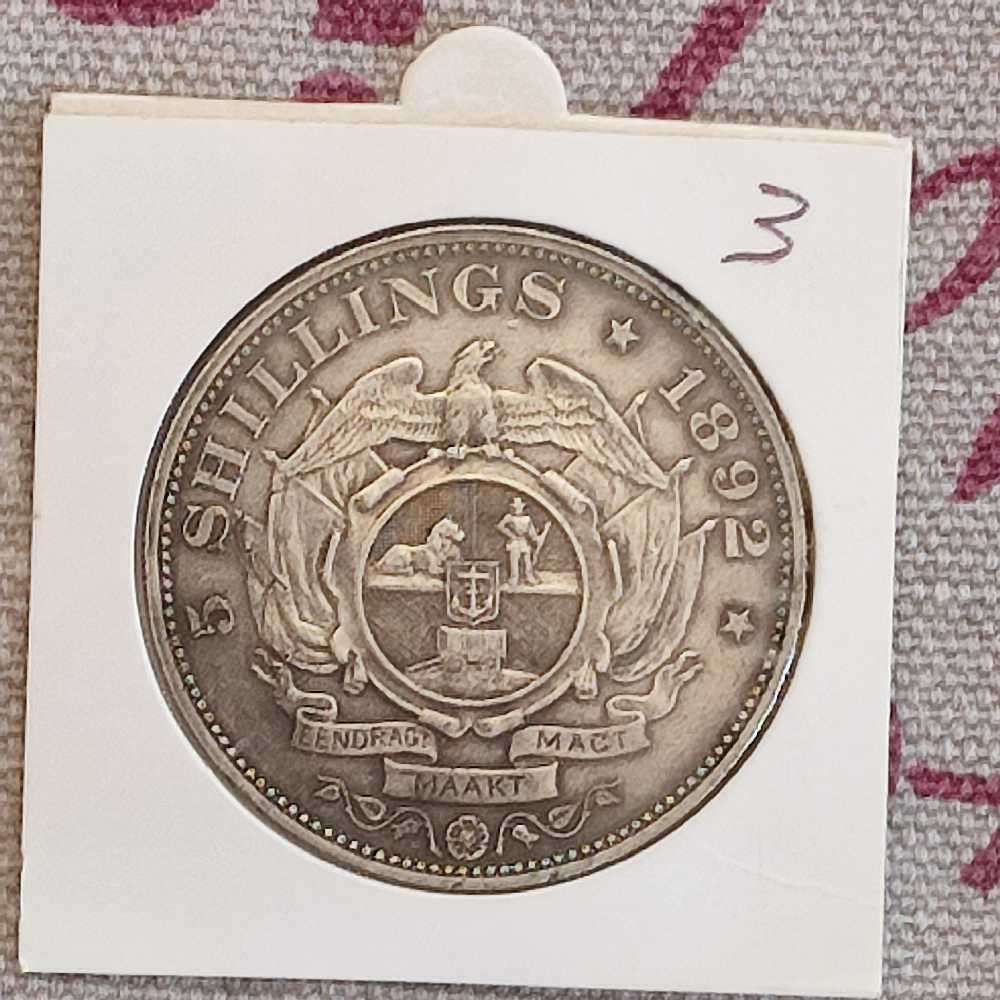 3
5 SHILLINGS ★ 1892 ★
EENDRAGT
MAAKT
MAGT